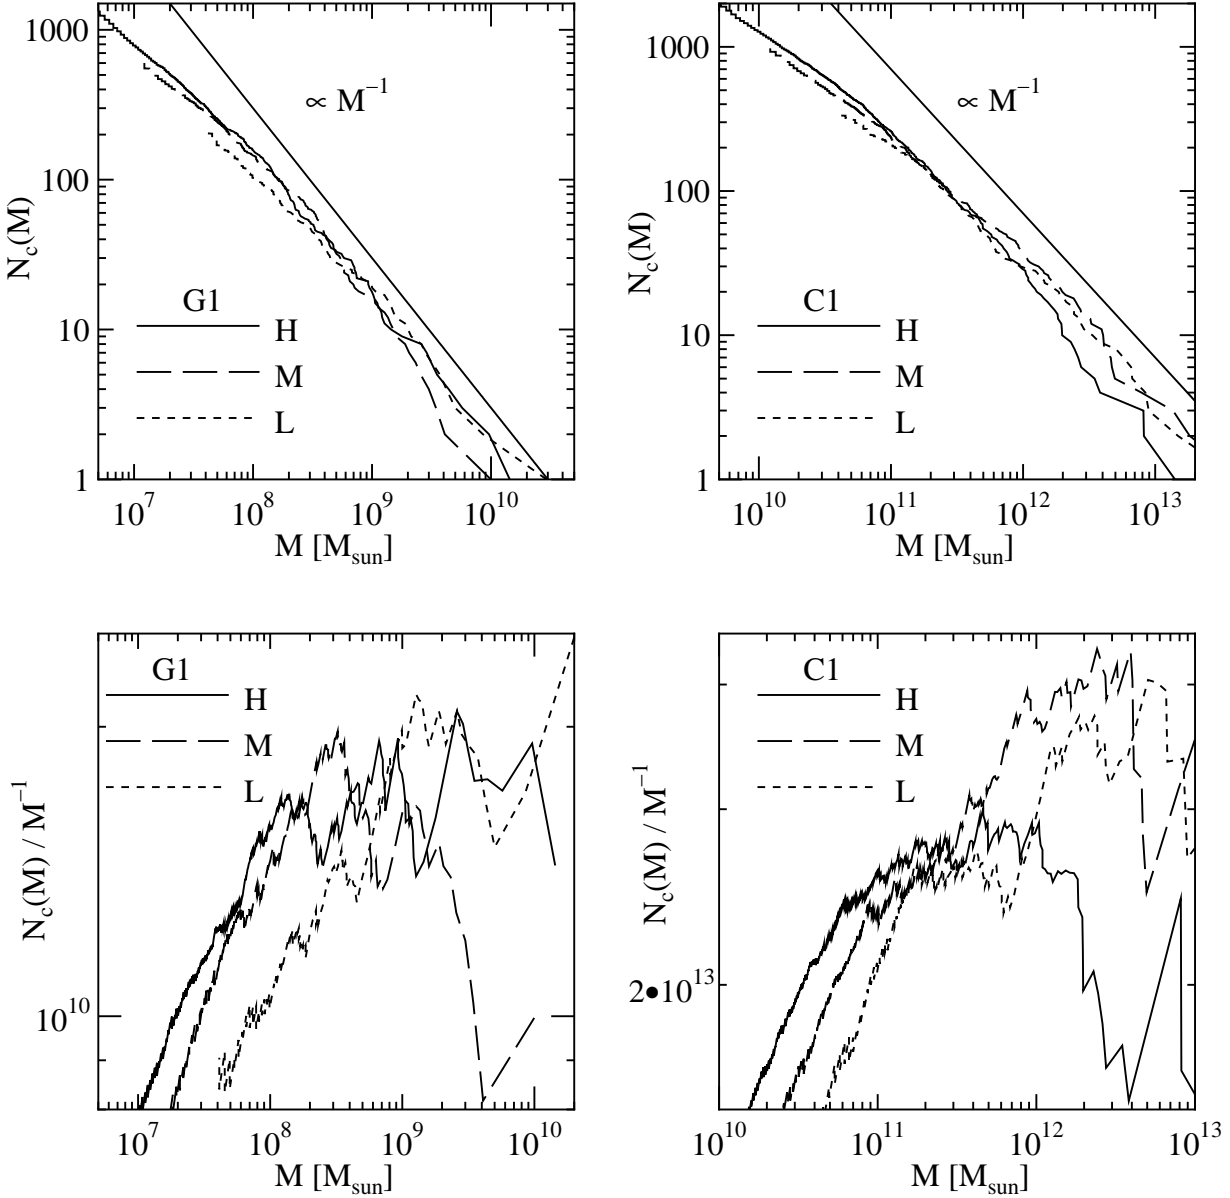 1000
100
10
1
N_c(M)
∝ M^-1
G1
H
M
L
10^7 10^8 10^9 10^10
M [M_sun]
1000
100
10
1
N_c(M)
∝ M^-1
C1
H
M
L
10^10 10^11 10^12 10^13
M [M_sun]
G1
H
M
L
N_c(M) / M^-1
10^10
10^7 10^8 10^9 10^10
M [M_sun]
C1
H
M
L
N_c(M) / M^-1
2•10^13
10^10 10^11 10^12 10^13
M [M_sun]